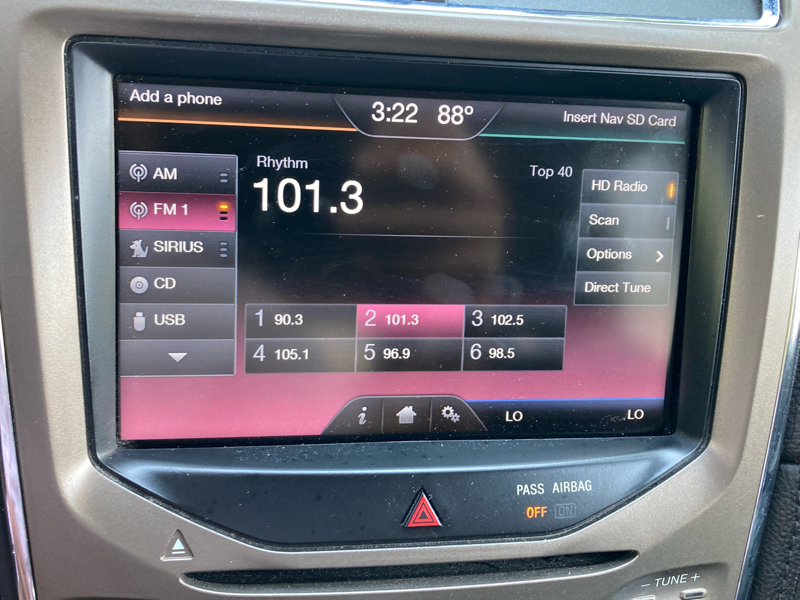 Add a phone
3:22 88°
Insert Nav SD Card
AM
FM 1
SIRIUS
CD
USB
Rhythm
101.3
Top 40
HD Radio
Scan
Options
Direct Tune
1 90.3
2 101.3
3 102.5
4 105.1
5 96.9
6 98.5
i
LO
LO
PASS AIRBAG
OFF ON
− TUNE +